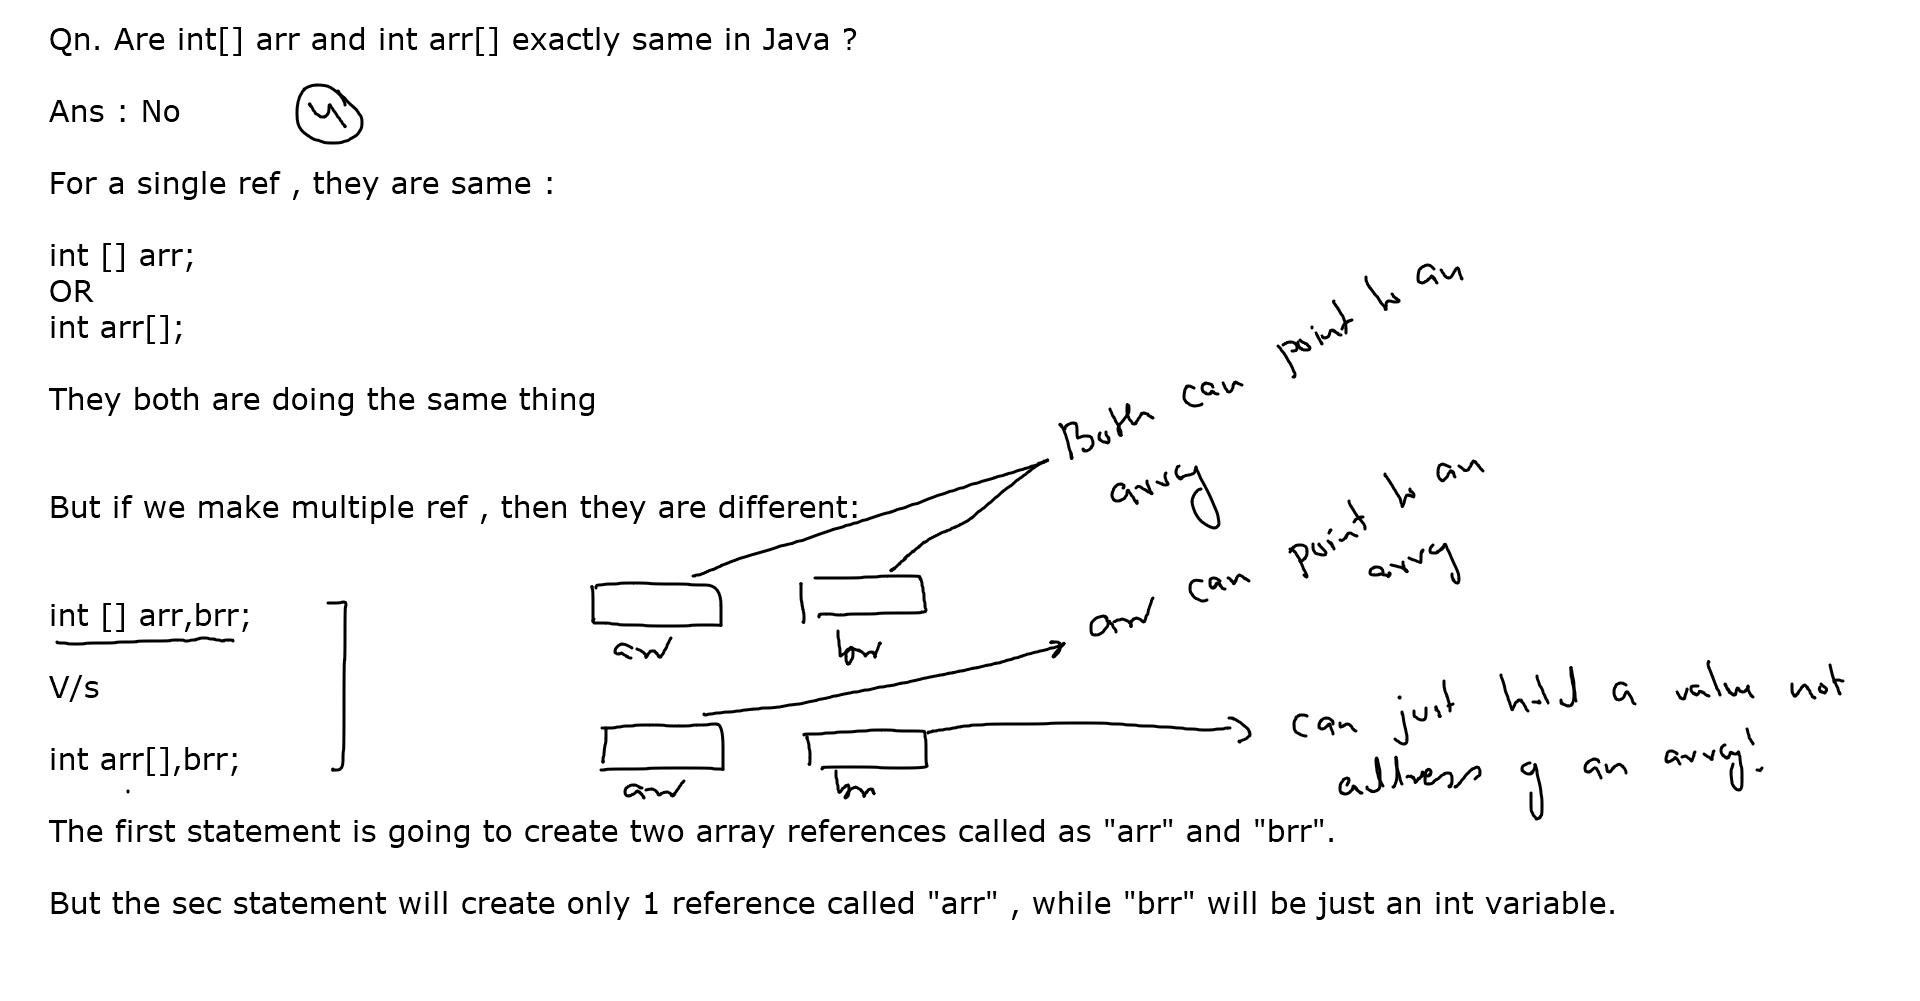 Qn. Are int[] arr and int arr[] exactly same in Java ?
Ans : No
4
For a single ref , they are same :
int [] arr;
OR
int arr[];
They both are doing the same thing
But if we make multiple ref , then they are different:
Both can point to an
array
int [] arr,brr;
arr
brr
arr can point to an
array
V/s
int arr[],brr;
arr
brr
can just hold a value not
address of an array!
The first statement is going to create two array references called as "arr" and "brr".
But the sec statement will create only 1 reference called "arr" , while "brr" will be just an int variable.